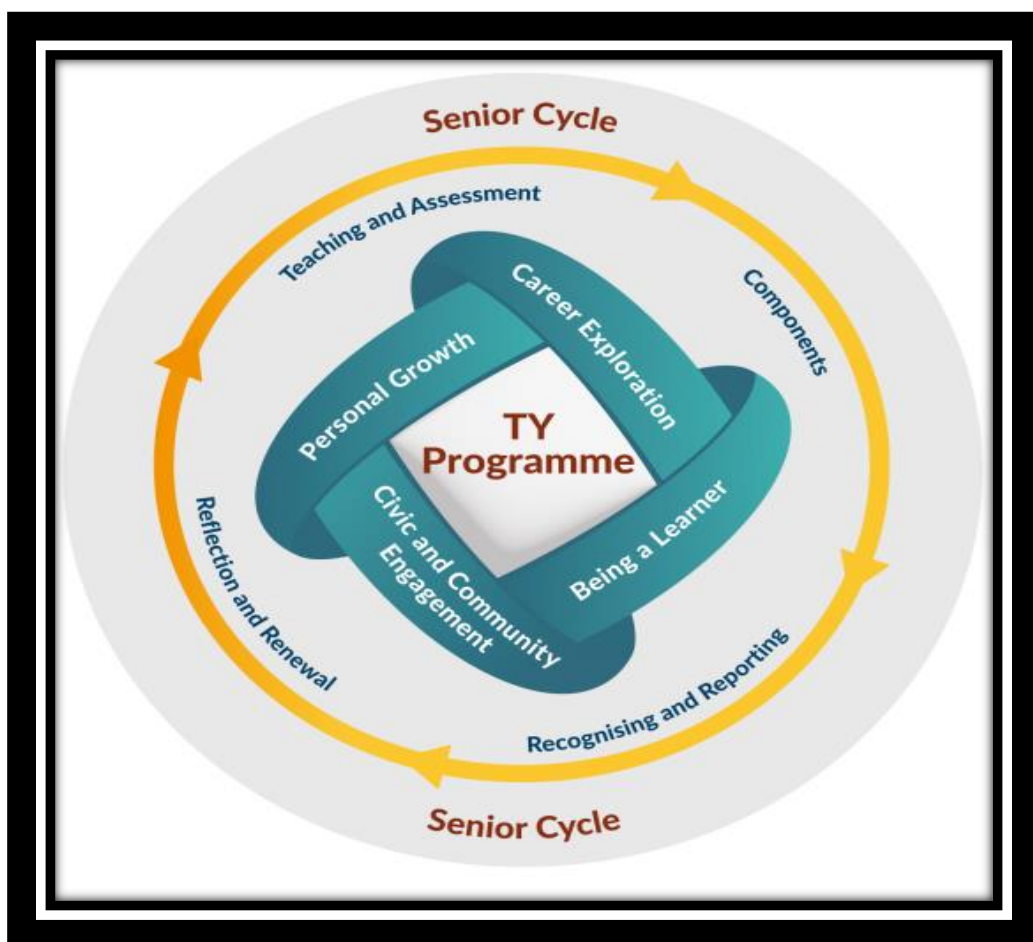 Senior Cycle
Teaching and Assessment
Components
Career Exploration
Personal Growth
TY
Programme
Being a Learner
Civic and Community
Engagement
Reflection and Renewal
Recognising and Reporting
Senior Cycle